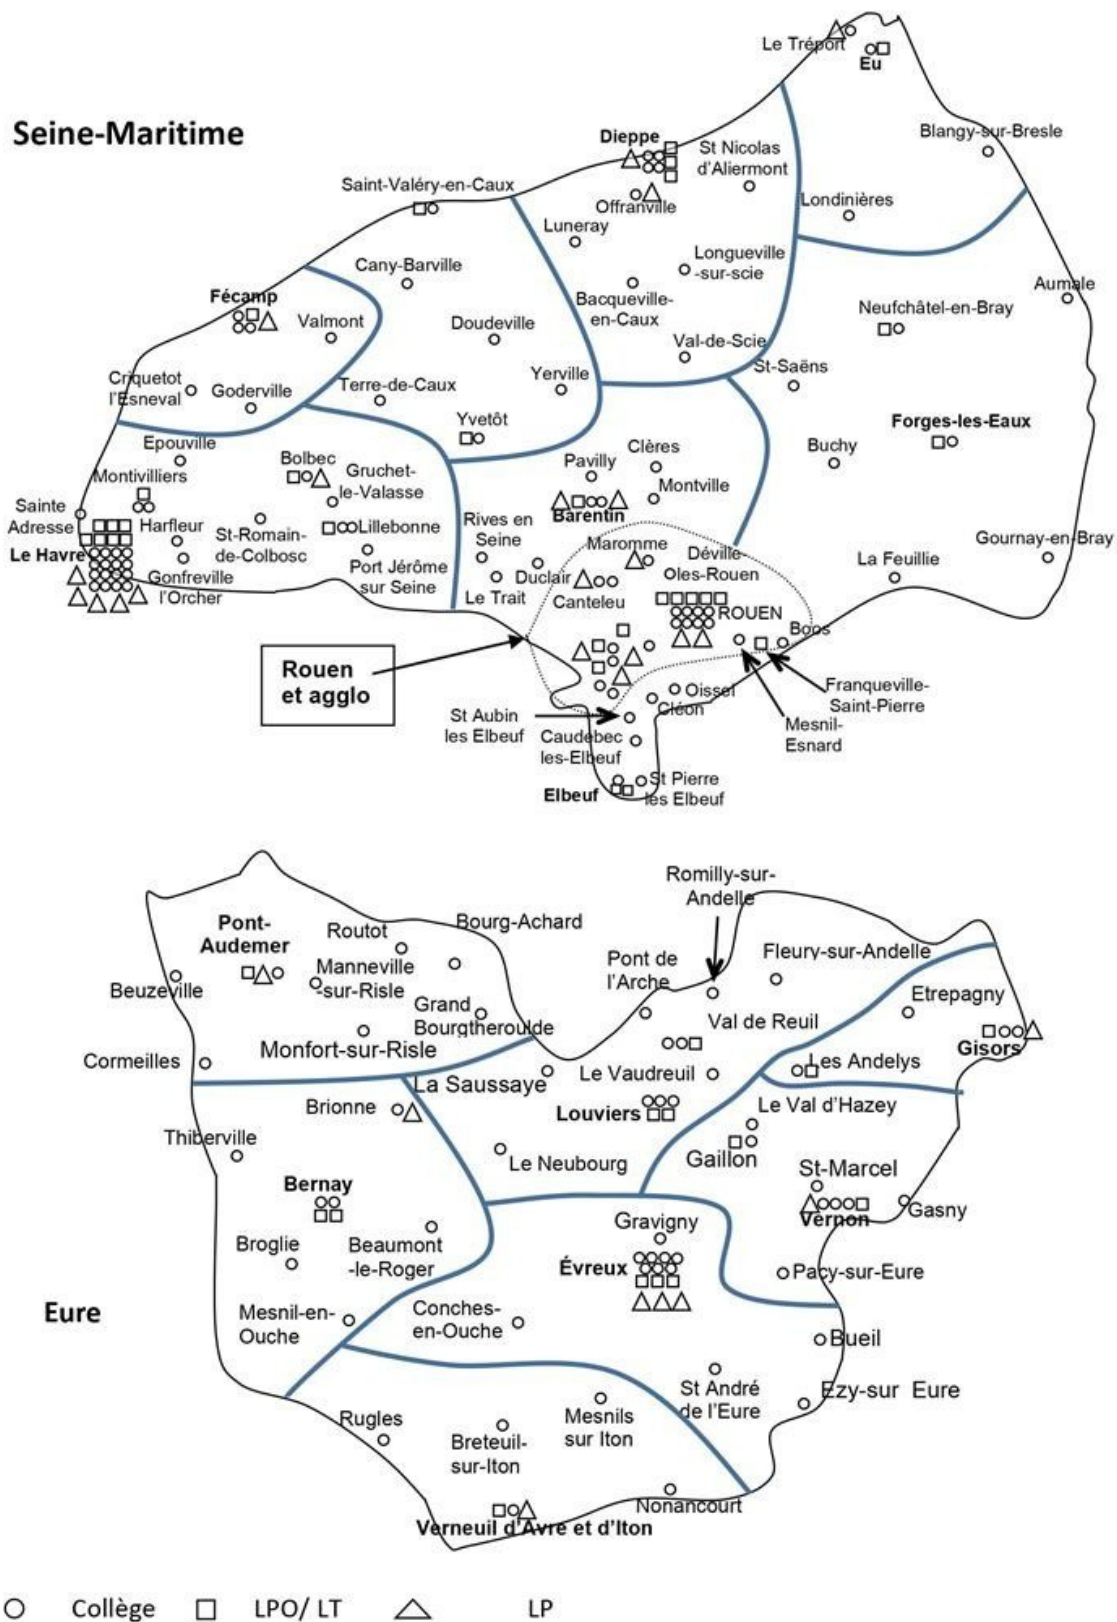 Le Tréport
Eu
Seine-Maritime
Blangy-sur-Bresle
Dieppe
St Nicolas
d'Aliermont
Saint-Valéry-en-Caux
Offranville
Londinières
Luneray
Longueville
-sur-scie
Cany-Barville
Aumale
Fécamp
Bacqueville-
en-Caux
Neufchâtel-en-Bray
Valmont
Doudeville
Val-de-Scie
St-Saëns
Criquetot
l'Esneval
Goderville
Terre-de-Caux
Yerville
Forges-les-Eaux
Yvetôt
Epouville
Buchy
Clères
Bolbec
Pavilly
Montivilliers
Gruchet-
le-Valasse
Montville
Sainte
Adresse
Barentin
Harfleur
Lillebonne
Rives en
Seine
St-Romain-
de-Colbosc
Gournay-en-Bray
Le Havre
Maromme
Déville
les-Rouen
La Feuillie
Port Jérôme
sur Seine
Gonfreville
l'Orcher
Duclair
Le Trait
Canteleu
ROUEN
Boos
Rouen
et agglo
Franqueville-
Saint-Pierre
Oissel
Cléon
St Aubin
les Elbeuf
Mesnil-
Esnard
Caudebec
les-Elbeuf
St Pierre
les Elbeuf
Elbeuf
Romilly-sur-
Andelle
Pont-
Audemer
Bourg-Achard
Routot
Fleury-sur-Andelle
Pont de
l'Arche
Manneville
-sur-Risle
Beuzeville
Etrepagny
Grand
Bourgtheroulde
Val de Reuil
Monfort-sur-Risle
Gisors
Cormeilles
Les Andelys
La Saussaye
Le Vaudreuil
Brionne
Le Val d'Hazey
Louviers
Thiberville
Gaillon
Le Neubourg
St-Marcel
Bernay
Gasny
Vernon
Gravigny
Broglie
Beaumont
-le-Roger
Évreux
Pacy-sur-Eure
Eure
Mesnil-en-
Ouche
Conches-
en-Ouche
Bueil
St André
de l'Eure
Ezy-sur Eure
Rugles
Mesnils
sur Iton
Breteuil-
sur-Iton
Nonancourt
Verneuil d'Avre et d'Iton
Collège LPO/ LT LP